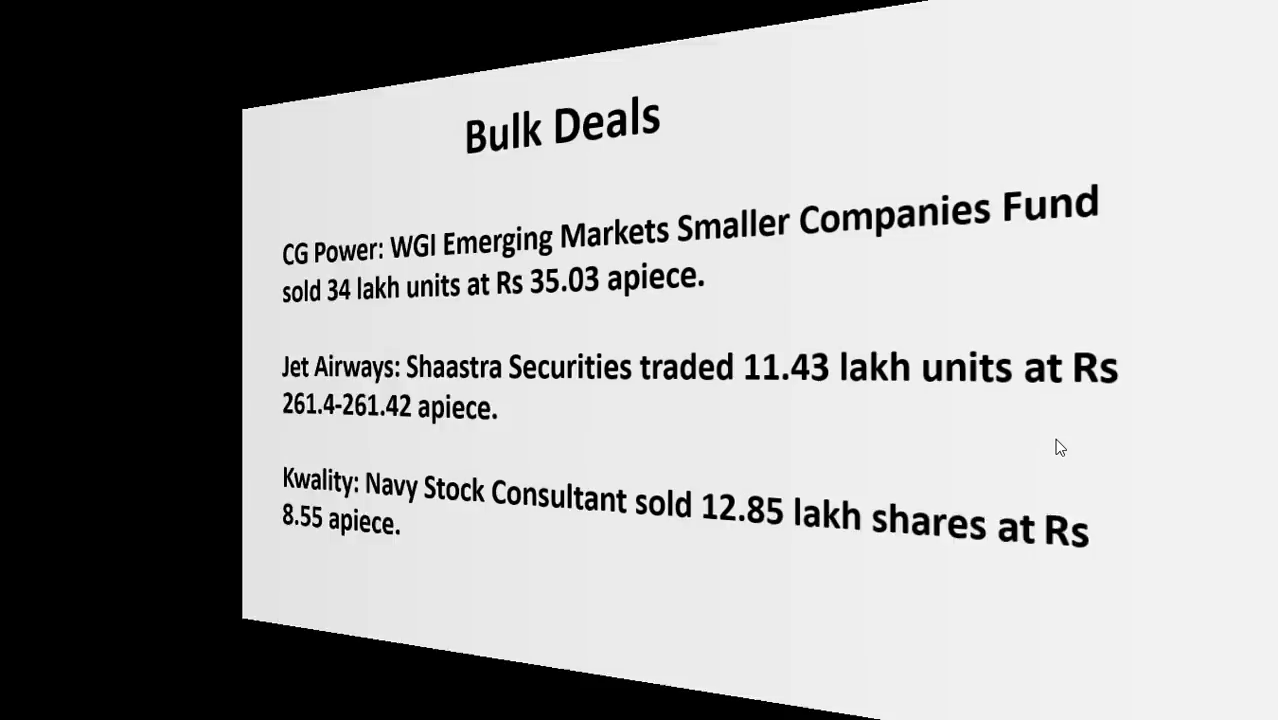 Bulk Deals
CG Power: WGI Emerging Markets Smaller Companies Fund
sold 34 lakh units at Rs 35.03 apiece.
Jet Airways: Shaastra Securities traded 11.43 lakh units at Rs
261.4-261.42 apiece.
Kwality: Navy Stock Consultant sold 12.85 lakh shares at Rs
8.55 apiece.